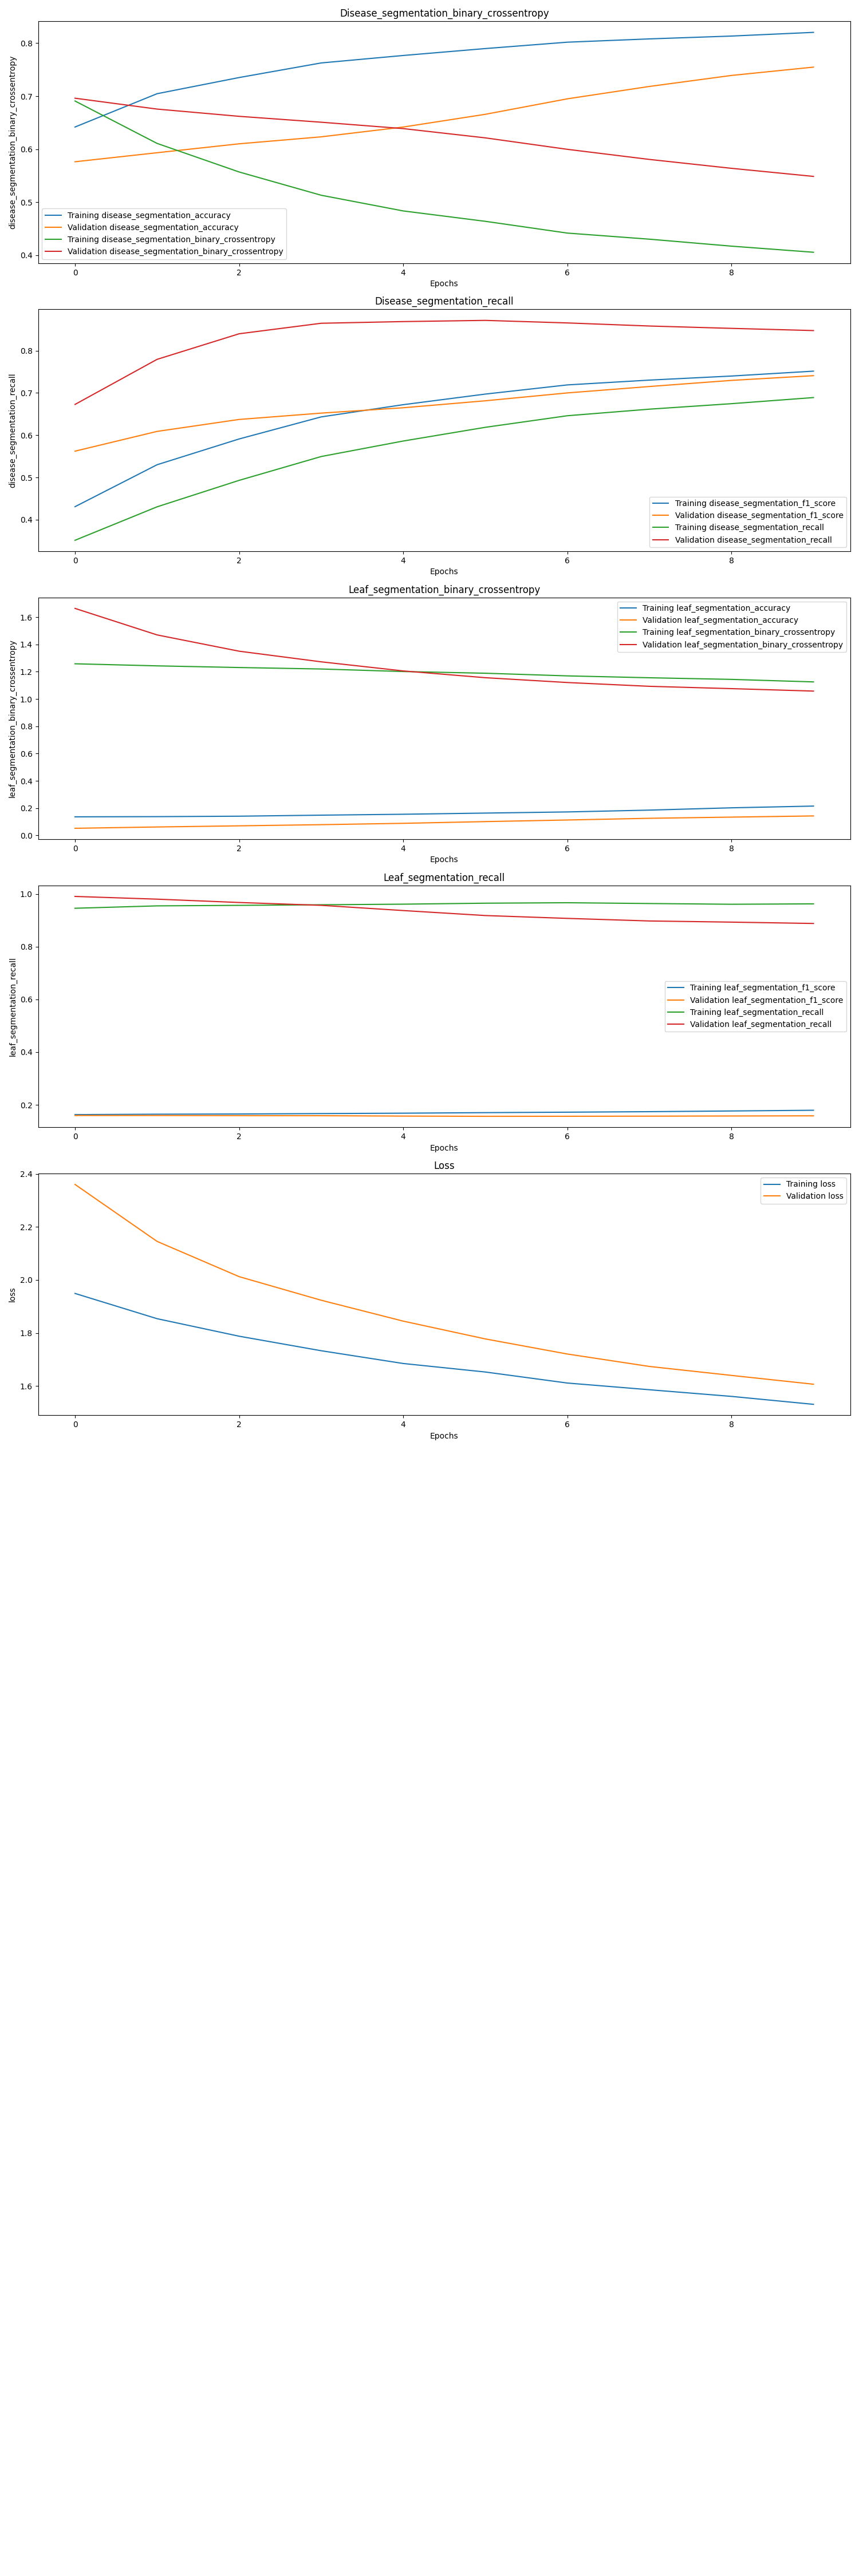 Disease_segmentation_binary_crossentropy
disease_segmentation_binary_crossentropy
0.8
0.7
0.6
0.5
0.4
Training disease_segmentation_accuracy
Validation disease_segmentation_accuracy
Training disease_segmentation_binary_crossentropy
Validation disease_segmentation_binary_crossentropy
0 2 4 6 8
Epochs
Disease_segmentation_recall
disease_segmentation_recall
0.8
0.7
0.6
0.5
0.4
Training disease_segmentation_f1_score
Validation disease_segmentation_f1_score
Training disease_segmentation_recall
Validation disease_segmentation_recall
0 2 4 6 8
Epochs
Leaf_segmentation_binary_crossentropy
leaf_segmentation_binary_crossentropy
1.6
1.4
1.2
1.0
0.8
0.6
0.4
0.2
0.0
Training leaf_segmentation_accuracy
Validation leaf_segmentation_accuracy
Training leaf_segmentation_binary_crossentropy
Validation leaf_segmentation_binary_crossentropy
0 2 4 6 8
Epochs
Leaf_segmentation_recall
leaf_segmentation_recall
1.0
0.8
0.6
0.4
0.2
Training leaf_segmentation_f1_score
Validation leaf_segmentation_f1_score
Training leaf_segmentation_recall
Validation leaf_segmentation_recall
0 2 4 6 8
Epochs
Loss
loss
2.4
2.2
2.0
1.8
1.6
Training loss
Validation loss
0 2 4 6 8
Epochs